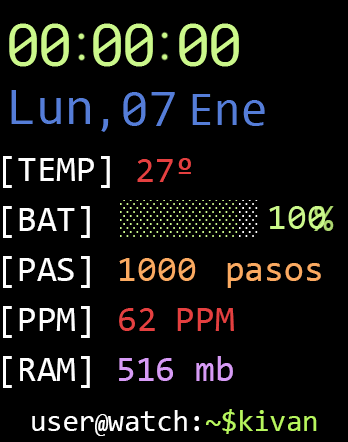 00:00:00
Lun,07 Ene
[TEMP] 27º
[BAT] ░░░░░░░░░░ 100%
[PAS] 1000 pasos
[PPM] 62 PPM
[RAM] 516 mb
user@watch:~$kivan